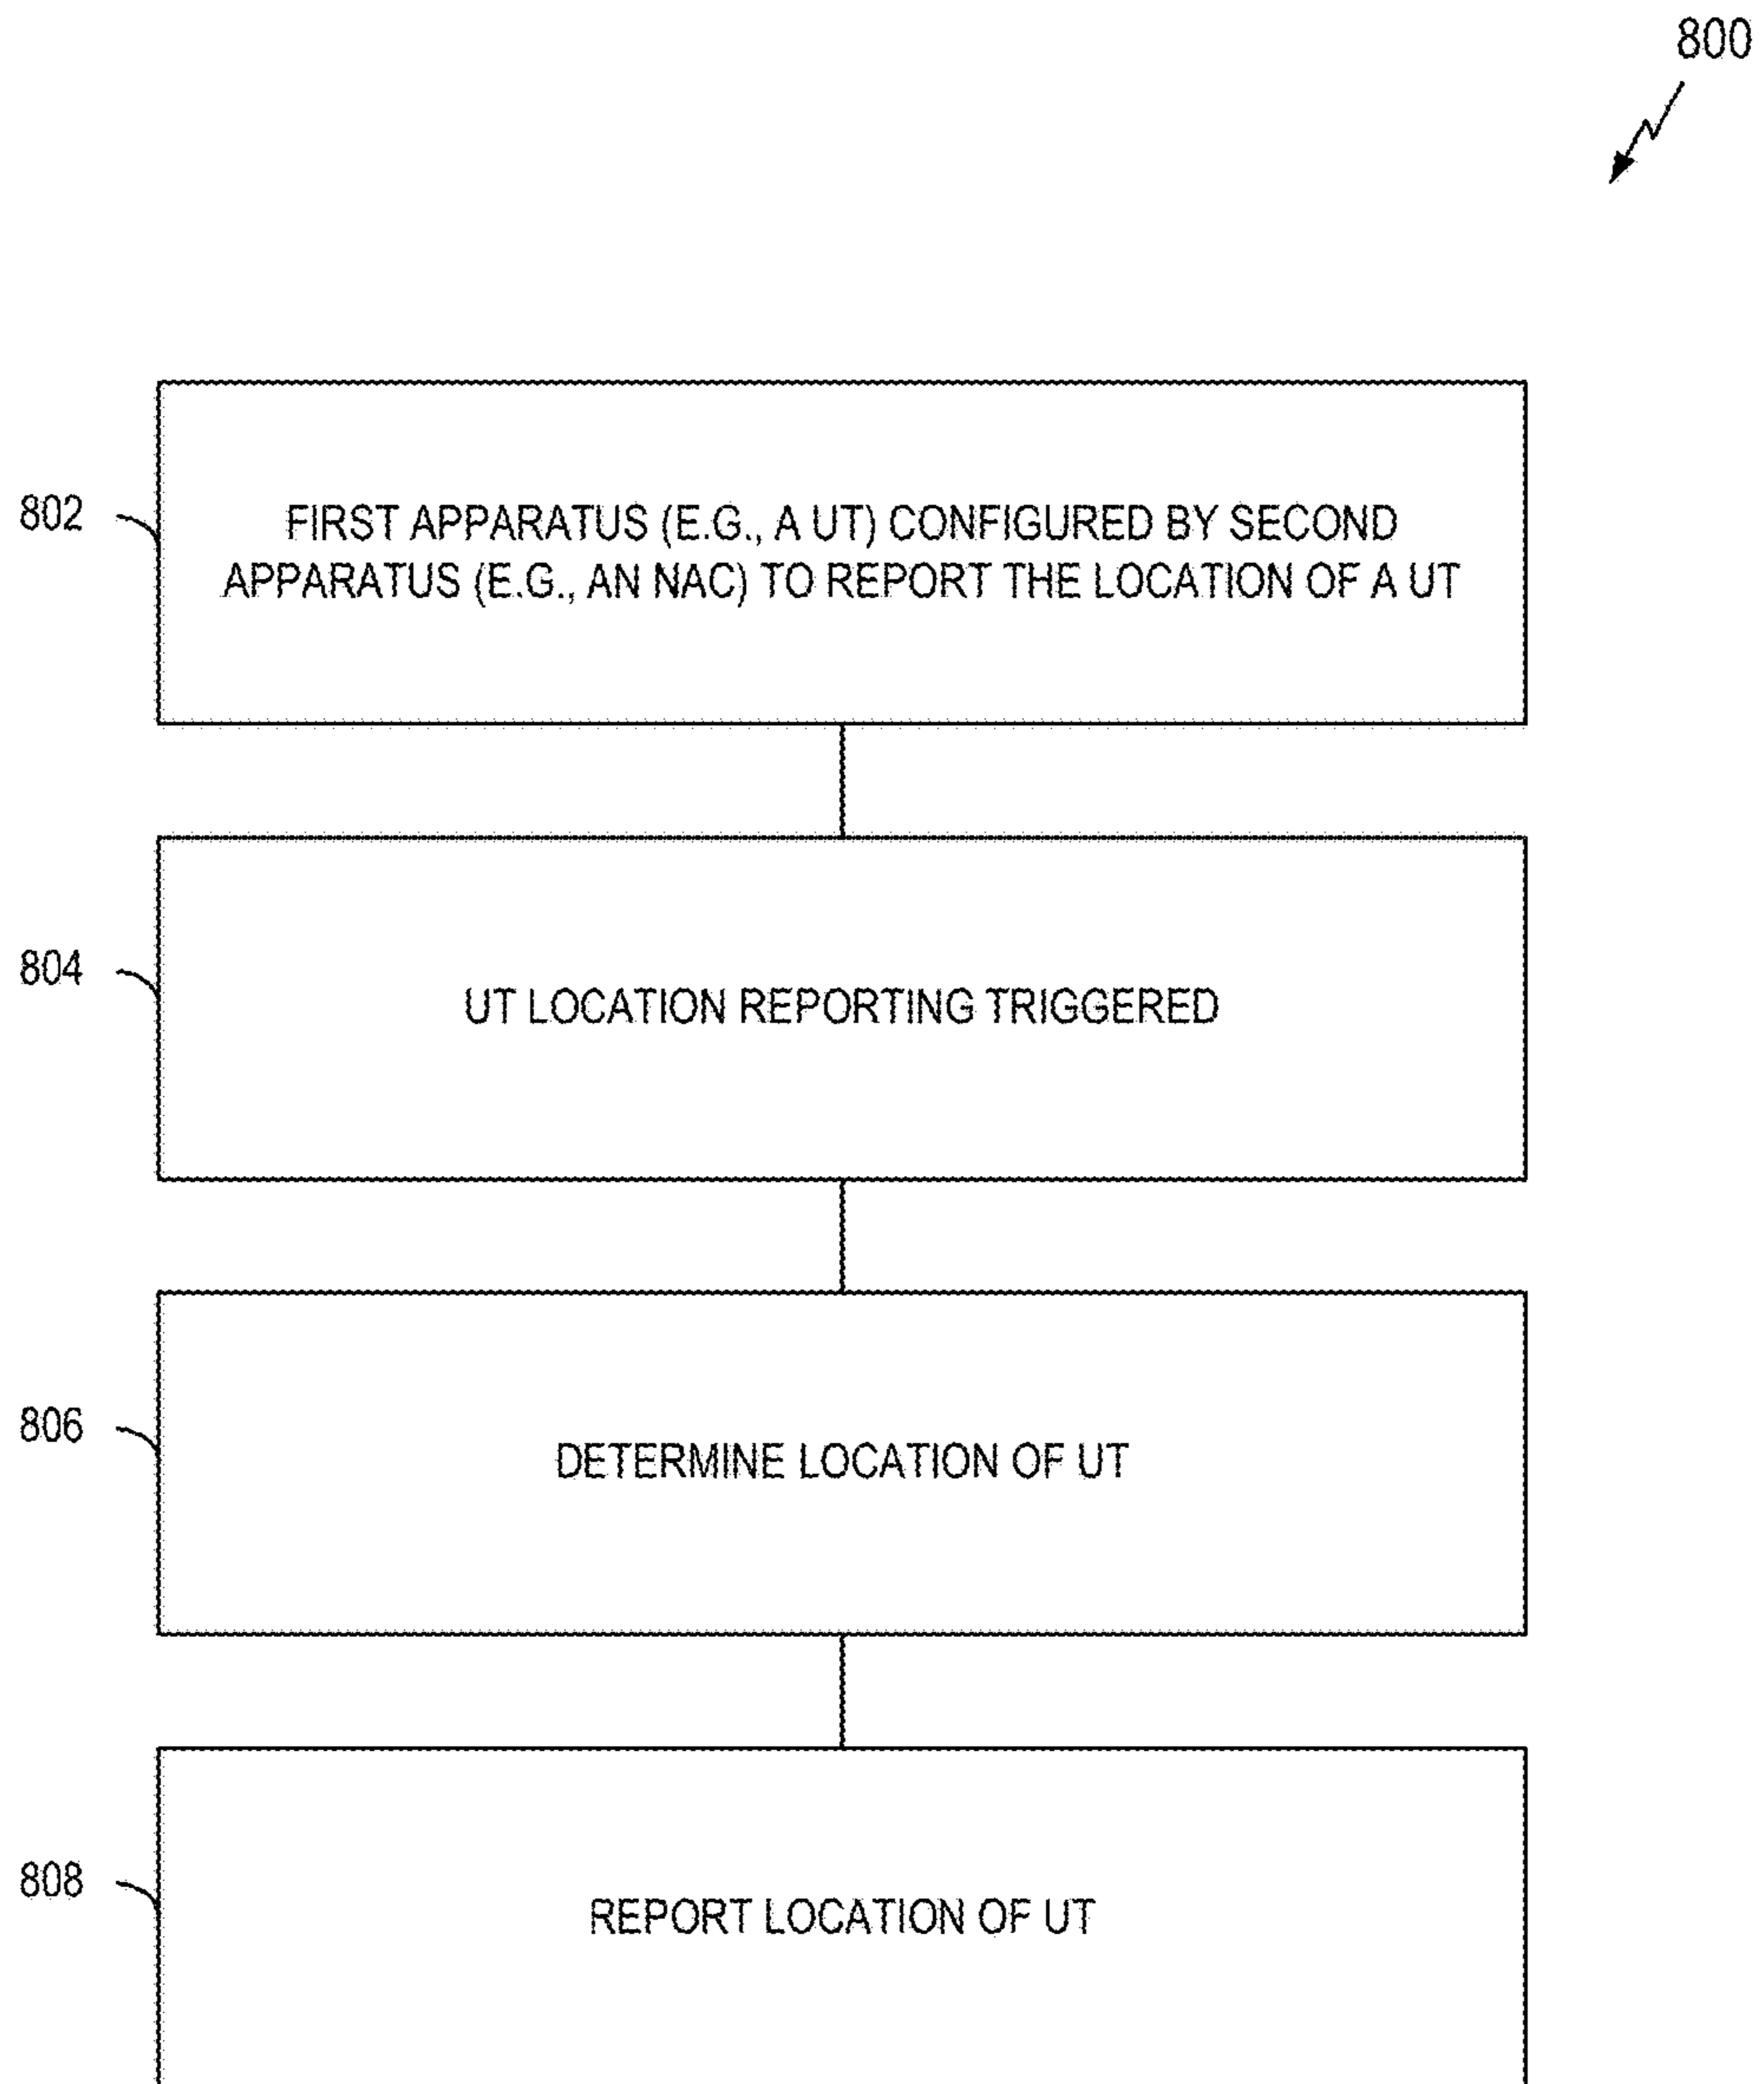 800
802
FIRST APPARATUS (E.G., A UT) CONFIGURED BY SECOND
APPARATUS (E.G., AN NAC) TO REPORT THE LOCATION OF A UT
804
UT LOCATION REPORTING TRIGGERED
806
DETERMINE LOCATION OF UT
808
REPORT LOCATION OF UT